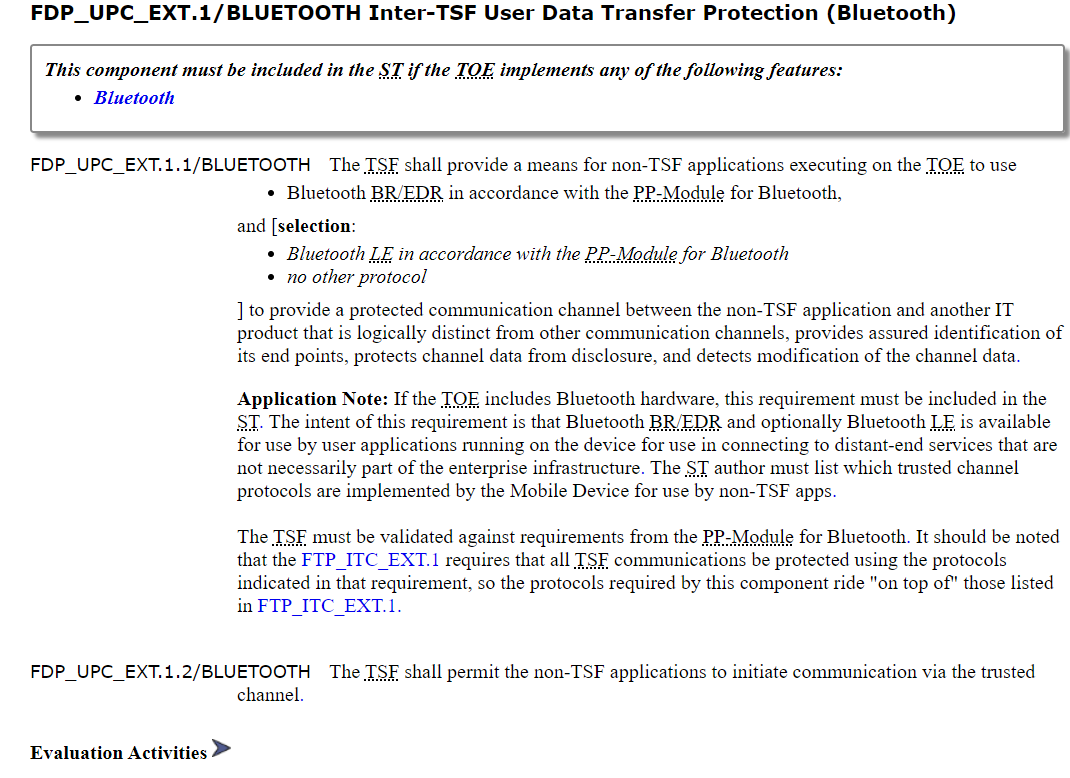 FDP_UPC_EXT.1/BLUETOOTH Inter-TSF User Data Transfer Protection (Bluetooth)
This component must be included in the ST if the TOE implements any of the following features:
• Bluetooth
FDP_UPC_EXT.1.1/BLUETOOTH The TSF shall provide a means for non-TSF applications executing on the TOE to use
• Bluetooth BR/EDR in accordance with the PP-Module for Bluetooth,
and [selection:
• Bluetooth LE in accordance with the PP-Module for Bluetooth
• no other protocol
] to provide a protected communication channel between the non-TSF application and another IT
product that is logically distinct from other communication channels, provides assured identification of
its end points, protects channel data from disclosure, and detects modification of the channel data.
Application Note: If the TOE includes Bluetooth hardware, this requirement must be included in the
ST. The intent of this requirement is that Bluetooth BR/EDR and optionally Bluetooth LE is available
for use by user applications running on the device for use in connecting to distant-end services that are
not necessarily part of the enterprise infrastructure. The ST author must list which trusted channel
protocols are implemented by the Mobile Device for use by non-TSF apps.
The TSF must be validated against requirements from the PP-Module for Bluetooth. It should be noted
that the FTP_ITC_EXT.1 requires that all TSF communications be protected using the protocols
indicated in that requirement, so the protocols required by this component ride "on top of" those listed
in FTP_ITC_EXT.1.
FDP_UPC_EXT.1.2/BLUETOOTH The TSF shall permit the non-TSF applications to initiate communication via the trusted
channel.
Evaluation Activities